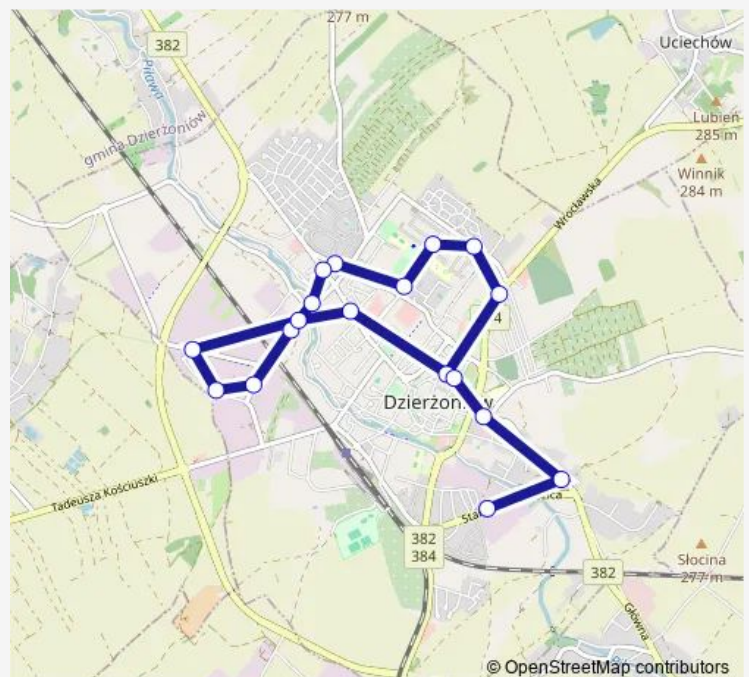 277 m
382
Uciechów
Piława
Lubień
285 m
gmina Dzierżoniów
Winnik
284 m
Wrocławska
4
Dzierżoniów
Tadeusza Kościuszki
382
384
382
Słocina
277 m
Główna
© OpenStreetMap contributors